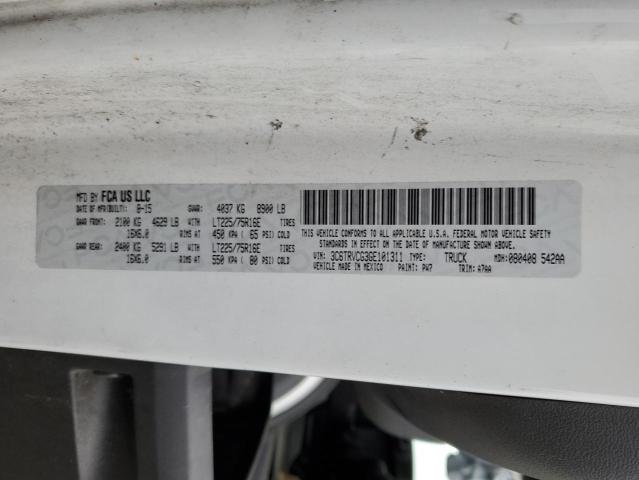 MFD BY FCA US LLC
DATE OF MFR(BUILT): 8-15 GVWR: 4037 KG 8900 LB
GAWR FRONT: 2100 KG 4629 LB WITH LT225/75R16E TIRES
16X6.0 RIMS AT 450 KPA ( 65 PSI) COLD
GAWR REAR: 2400 KG 5291 LB WITH LT225/75R16E TIRES
16X6.0 RIMS AT 550 KPA ( 80 PSI) COLD
THIS VEHICLE CONFORMS TO ALL APPLICABLE U.S.A. FEDERAL MOTOR VEHICLE SAFETY
STANDARDS IN EFFECT ON THE DATE OF MANUFACTURE SHOWN ABOVE.
VIN: 3C6TRVCG3GE101311 TYPE: TRUCK MDH: 080408 542AA
VEHICLE MADE IN MEXICO PAINT: PW7 TRIM: A7AA